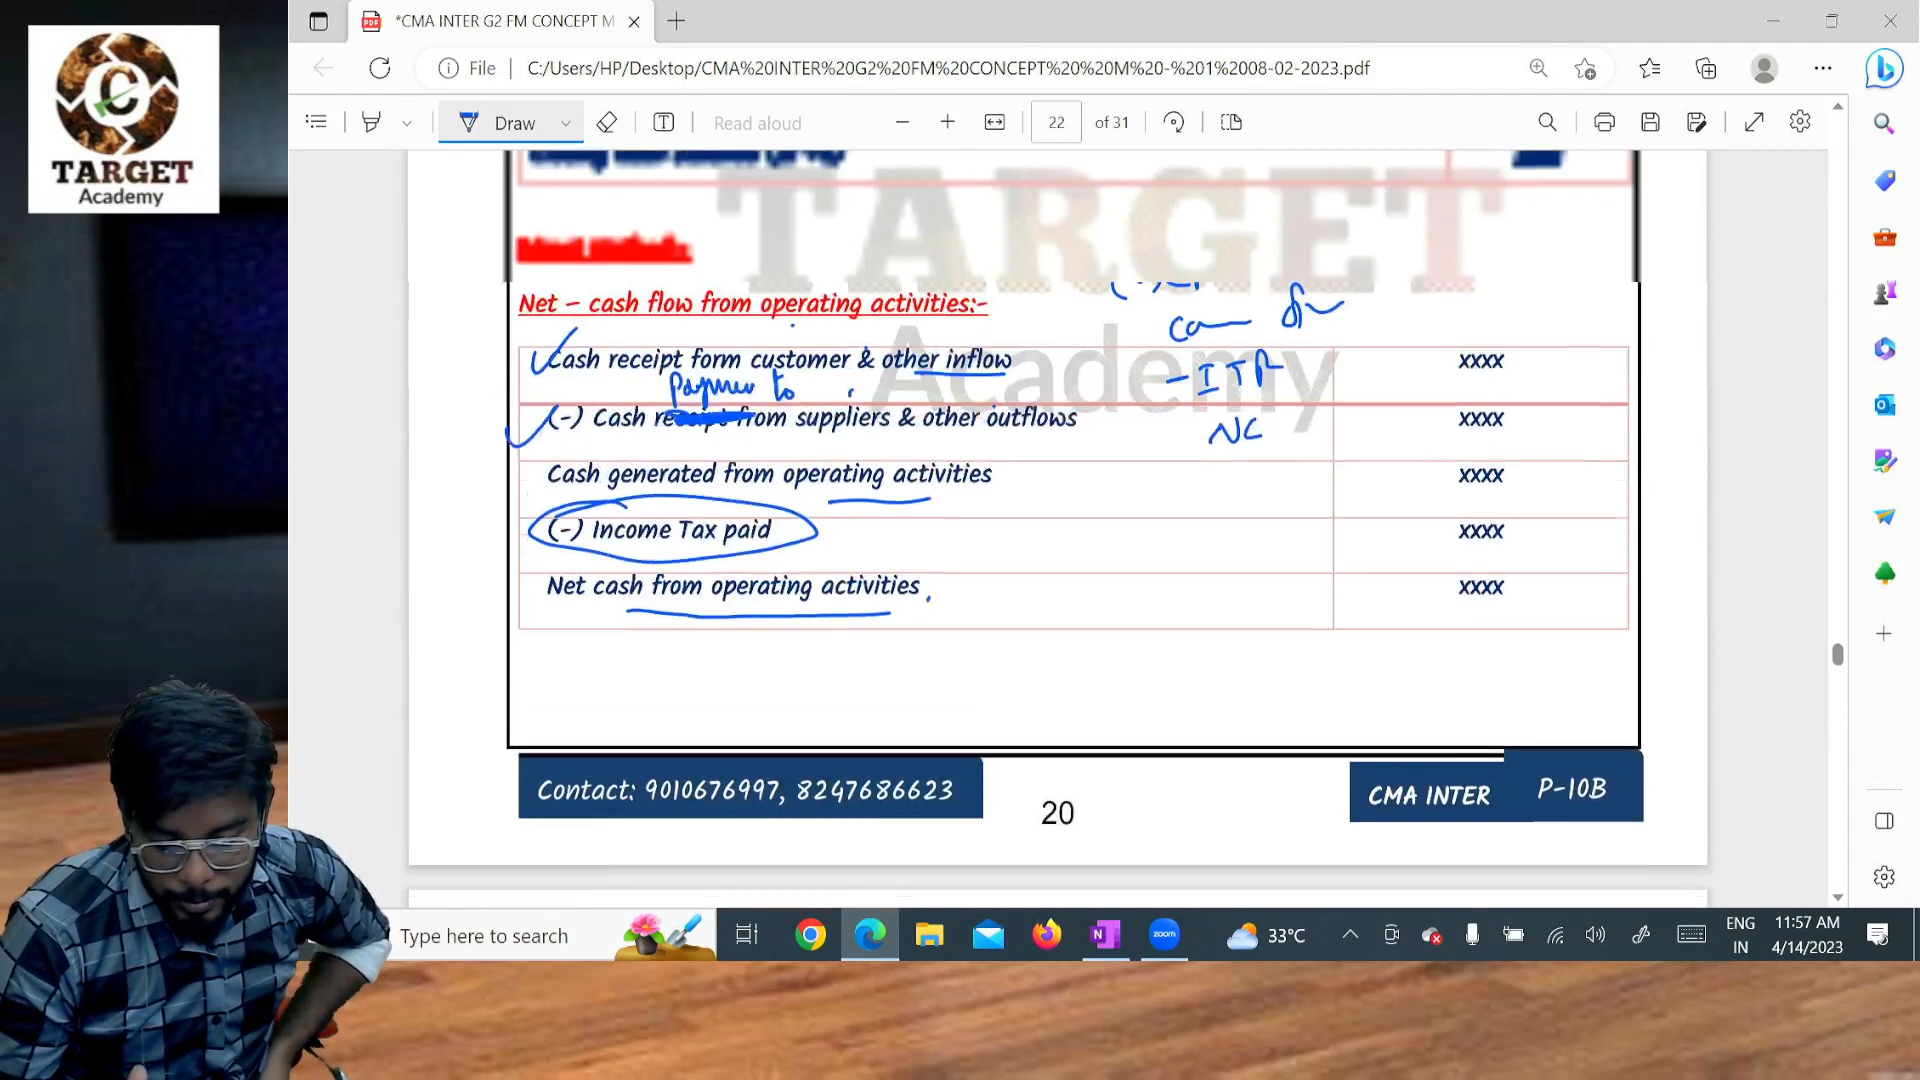 *CMA INTER G2 FM CONCEPT M
File
C:/Users/HP/Desktop/CMA%20INTER%20G2%20FM%20CONCEPT%20%20M%20-%201%2008-02-2023.pdf
Draw
Read aloud
22
of 31
TARGET
Academy
TARGET
Academy
Net – cash flow from operating activities:-
Cash receipt form customer & other inflow
xxxx
to
- ITP
(-) Cash receipt from suppliers & other outflows
xxxx
NC
Cash generated from operating activities
xxxx
(-) Income Tax paid
xxxx
Net cash from operating activities
xxxx
Contact: 9010676997, 8247686623
20
CMA INTER
P-10B
Type here to search
zoom
33°C
ENG
IN
11:57 AM
4/14/2023